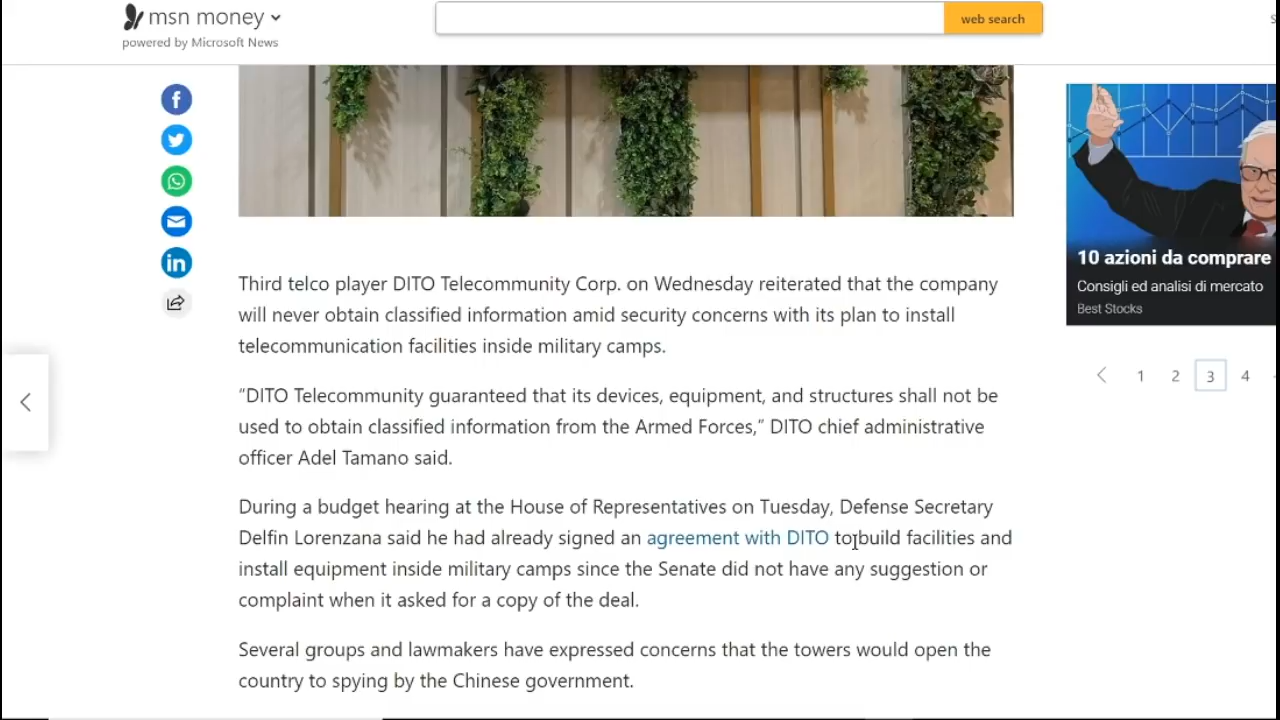 msn money
powered by Microsoft News
web search
Third telco player DITO Telecommunity Corp. on Wednesday reiterated that the company
will never obtain classified information amid security concerns with its plan to install
telecommunication facilities inside military camps.
“DITO Telecommunity guaranteed that its devices, equipment, and structures shall not be
used to obtain classified information from the Armed Forces,” DITO chief administrative
officer Adel Tamano said.
During a budget hearing at the House of Representatives on Tuesday, Defense Secretary
Delfin Lorenzana said he had already signed an agreement with DITO to build facilities and
install equipment inside military camps since the Senate did not have any suggestion or
complaint when it asked for a copy of the deal.
Several groups and lawmakers have expressed concerns that the towers would open the
country to spying by the Chinese government.
10 azioni da comprare
Consigli ed analisi di mercato
Best Stocks
1 2 3 4